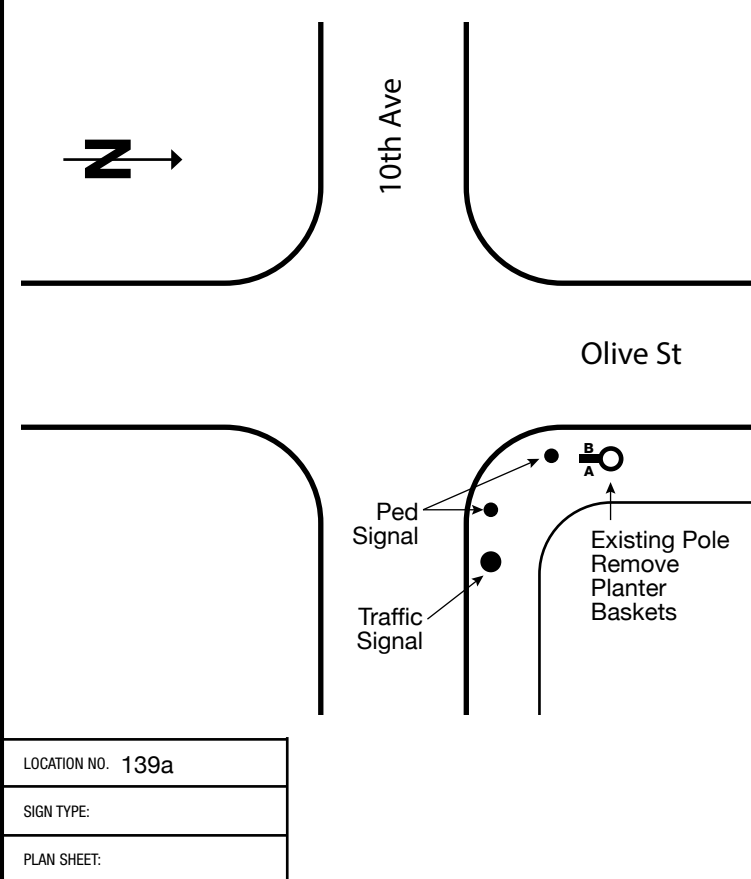 10th Ave
N
Olive St
B
A
Ped
Signal
Existing Pole
Remove
Planter
Baskets
Traffic
Signal
LOCATION NO. 139a
SIGN TYPE:
PLAN SHEET: